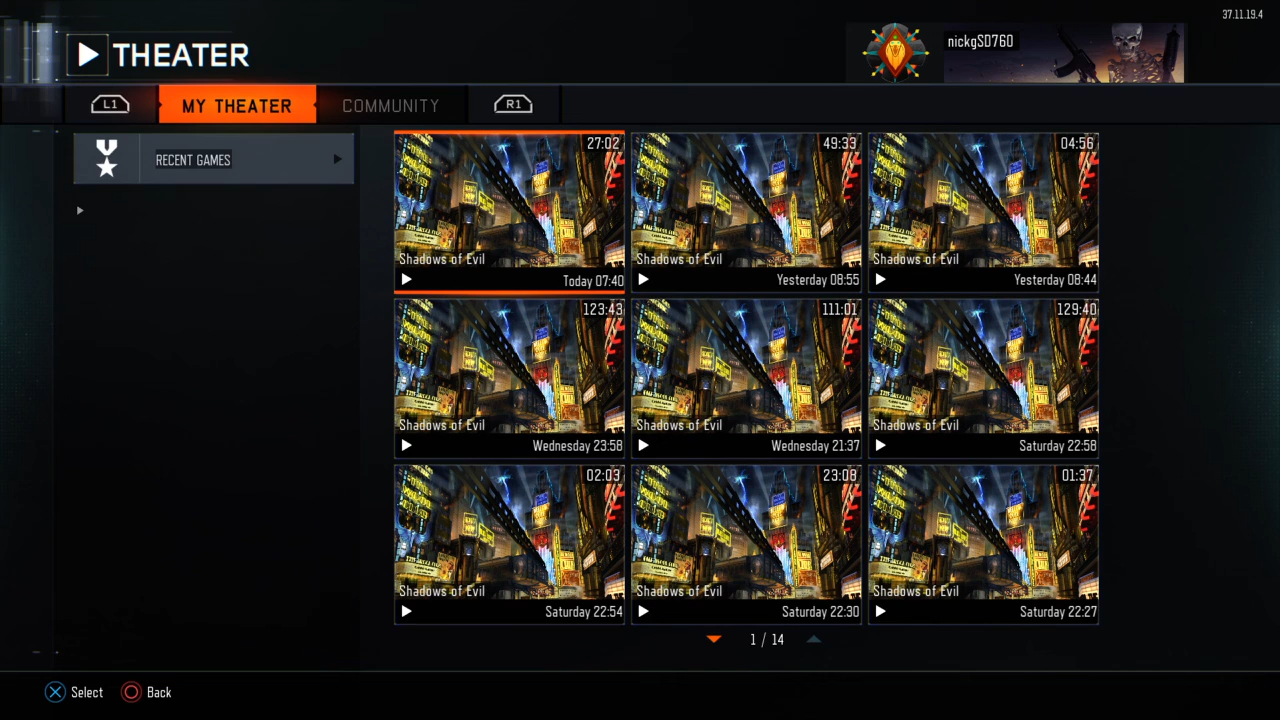 37.11.19.4
THEATER
nickgSD760
L1
MY THEATER
COMMUNITY
R1
RECENT GAMES
27:02
Shadows of Evil
Today 07:40
49:33
Shadows of Evil
Yesterday 08:55
04:56
Shadows of Evil
Yesterday 08:44
123:43
Shadows of Evil
Wednesday 23:58
111:01
Shadows of Evil
Wednesday 21:37
129:40
Shadows of Evil
Saturday 22:58
02:03
Shadows of Evil
Saturday 22:54
23:08
Shadows of Evil
Saturday 22:30
01:37
Shadows of Evil
Saturday 22:27
1 / 14
Select
Back